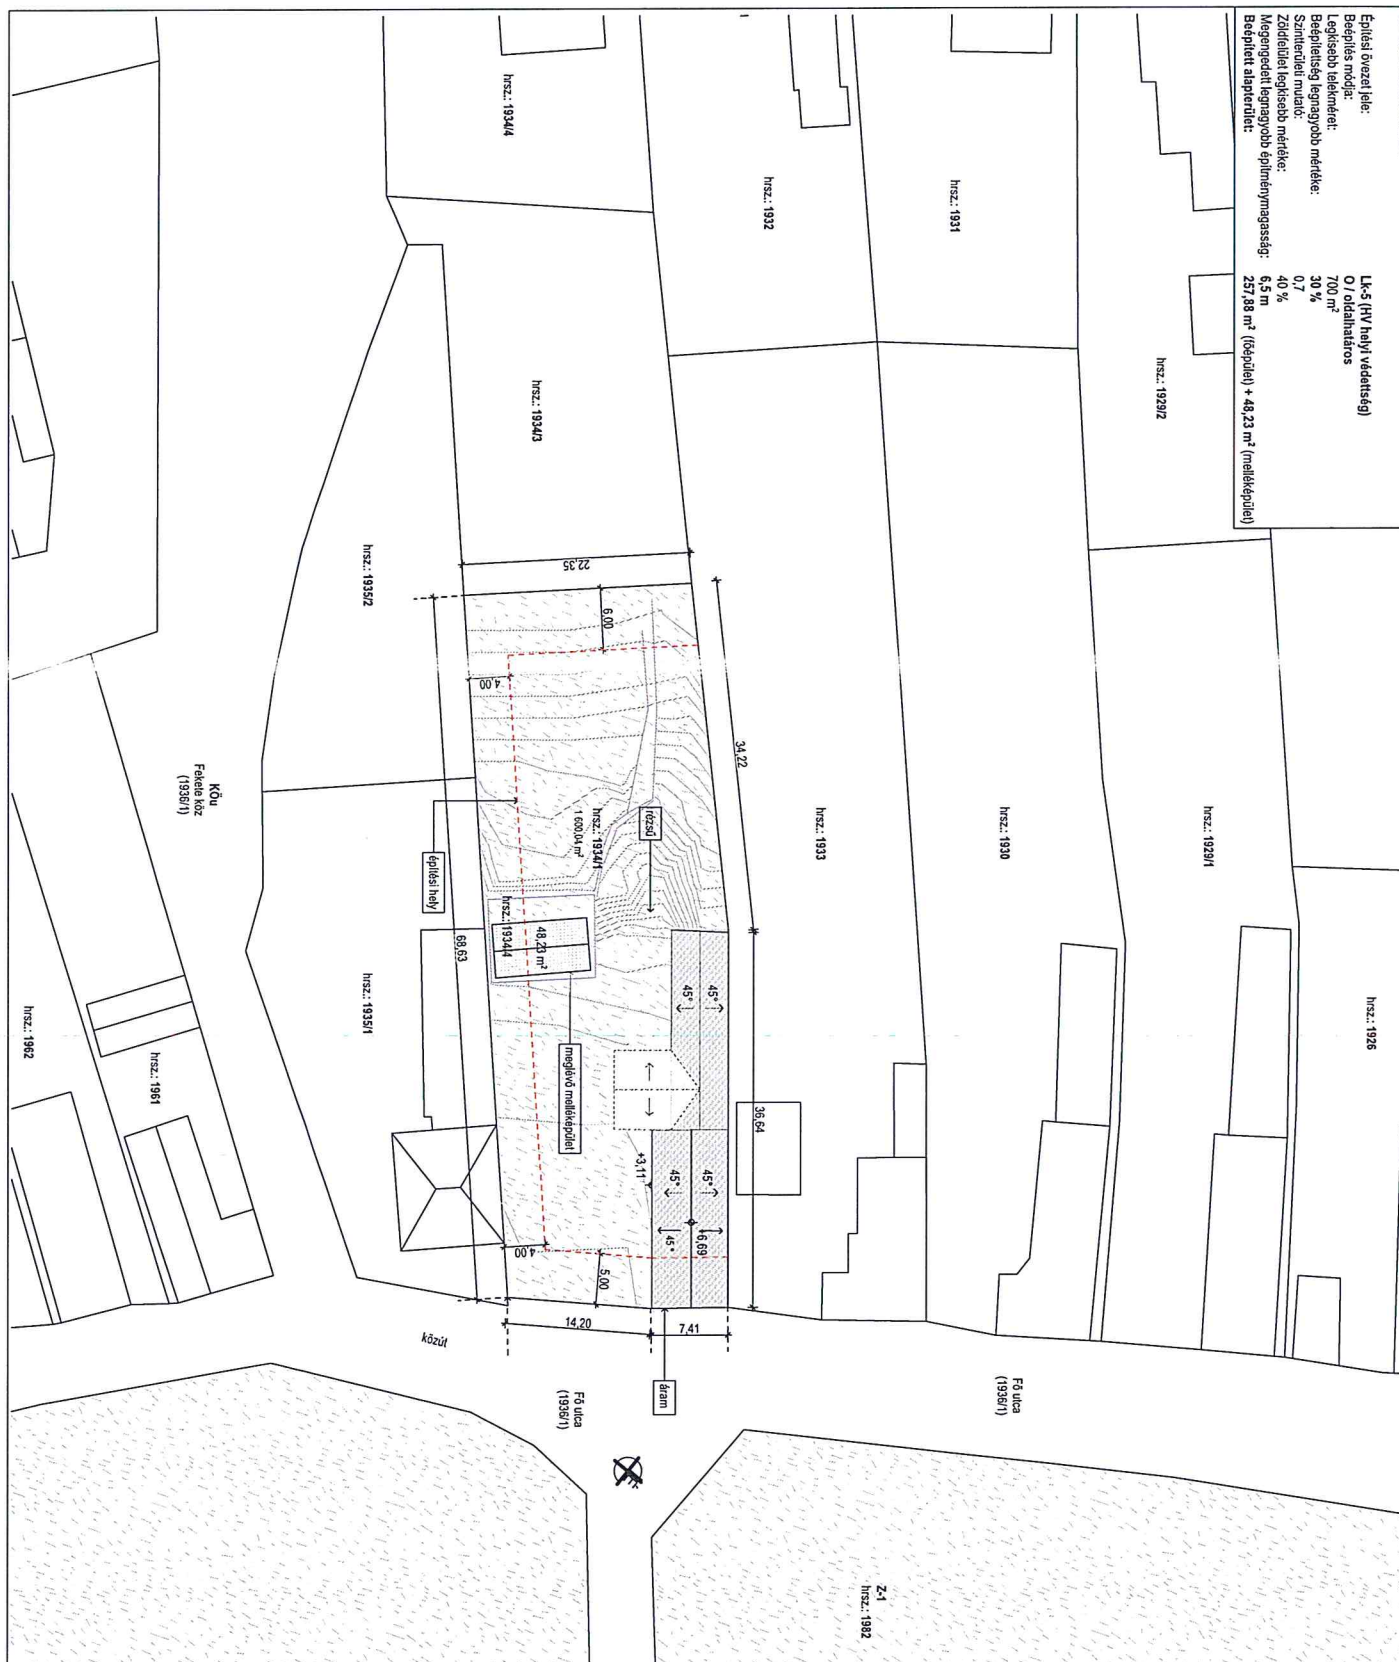 Építési övezet jele: Lk-5 (HV helyi védettség)
Beépítés módja: O / oldalhatáros
Legkisebb telekméret: 700 m²
Beépítettség legnagyobb mértéke: 30 %
Szintterületi mutató: 0,7
Zöldfelület legkisebb mértéke: 40 %
Megengedett legnagyobb építménymagasság: 6,5 m
Beépített alapterület: 257,88 m² (főépület) + 48,23 m² (melléképület)
hrsz.: 1929/2
hrsz.: 1926
hrsz.: 1929/1
hrsz.: 1931
hrsz.: 1930
Fő utca
(1936/1)
hrsz.: 1932
hrsz.: 1933
Z-1
hrsz.: 1982
34,22
36,64
45°
45°
45°
45°
45°
+6,69
+3,11
7,41
14,20
rézsű
áram
hrsz.: 1934/1
1 600,04 m²
22,35
6,00
4,00
5,00
4,00
48,23 m²
hrsz.: 1934/4
meglévő melléképület
Fő utca
(1936/1)
hrsz.: 1934/4
hrsz.: 1934/3
68,63
építési hely
közút
hrsz.: 1935/2
hrsz.: 1935/1
KÖu
Fekete köz
(1936/1)
hrsz.: 1961
hrsz.: 1962